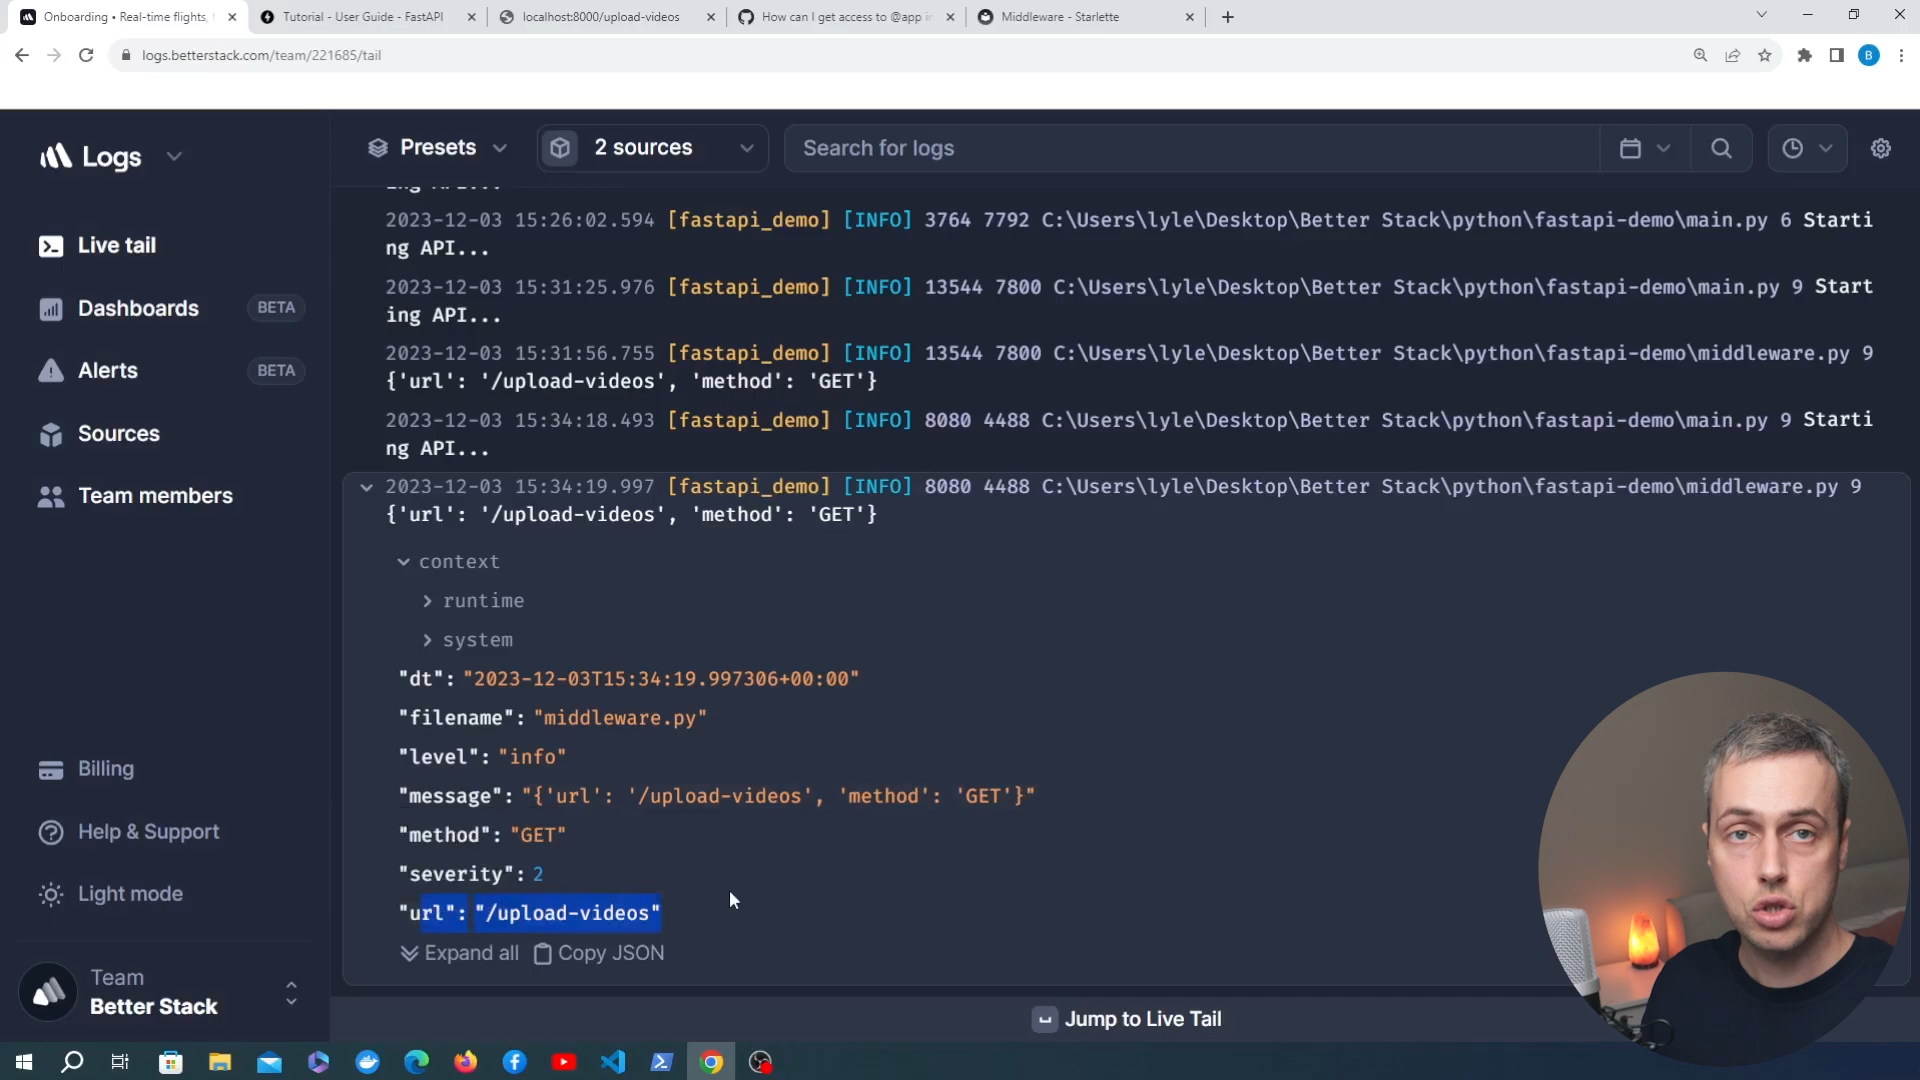 Onboarding • Real-time flights,
Tutorial - User Guide - FastAPI
localhost:8000/upload-videos
How can I get access to @app in
Middleware - Starlette
logs.betterstack.com/team/221685/tail
B
Logs
Presets
2 sources
Search for logs
Live tail
Dashboards BETA
Alerts BETA
Sources
Team members
Billing
Help & Support
Light mode
Team
Better Stack
ing API...
2023-12-03 15:26:02.594 [fastapi_demo] [INFO] 3764 7792 C:\Users\lyle\Desktop\Better Stack\python\fastapi-demo\main.py 6 Starti
ng API...
2023-12-03 15:31:25.976 [fastapi_demo] [INFO] 13544 7800 C:\Users\lyle\Desktop\Better Stack\python\fastapi-demo\main.py 9 Start
ing API...
2023-12-03 15:31:56.755 [fastapi_demo] [INFO] 13544 7800 C:\Users\lyle\Desktop\Better Stack\python\fastapi-demo\middleware.py 9
{'url': '/upload-videos', 'method': 'GET'}
2023-12-03 15:34:18.493 [fastapi_demo] [INFO] 8080 4488 C:\Users\lyle\Desktop\Better Stack\python\fastapi-demo\main.py 9 Starti
ng API...
2023-12-03 15:34:19.997 [fastapi_demo] [INFO] 8080 4488 C:\Users\lyle\Desktop\Better Stack\python\fastapi-demo\middleware.py 9
{'url': '/upload-videos', 'method': 'GET'}
context
runtime
system
"dt": "2023-12-03T15:34:19.997306+00:00"
"filename": "middleware.py"
"level": "info"
"message": "{'url': '/upload-videos', 'method': 'GET'}"
"method": "GET"
"severity": 2
"url": "/upload-videos"
Expand all Copy JSON
Jump to Live Tail